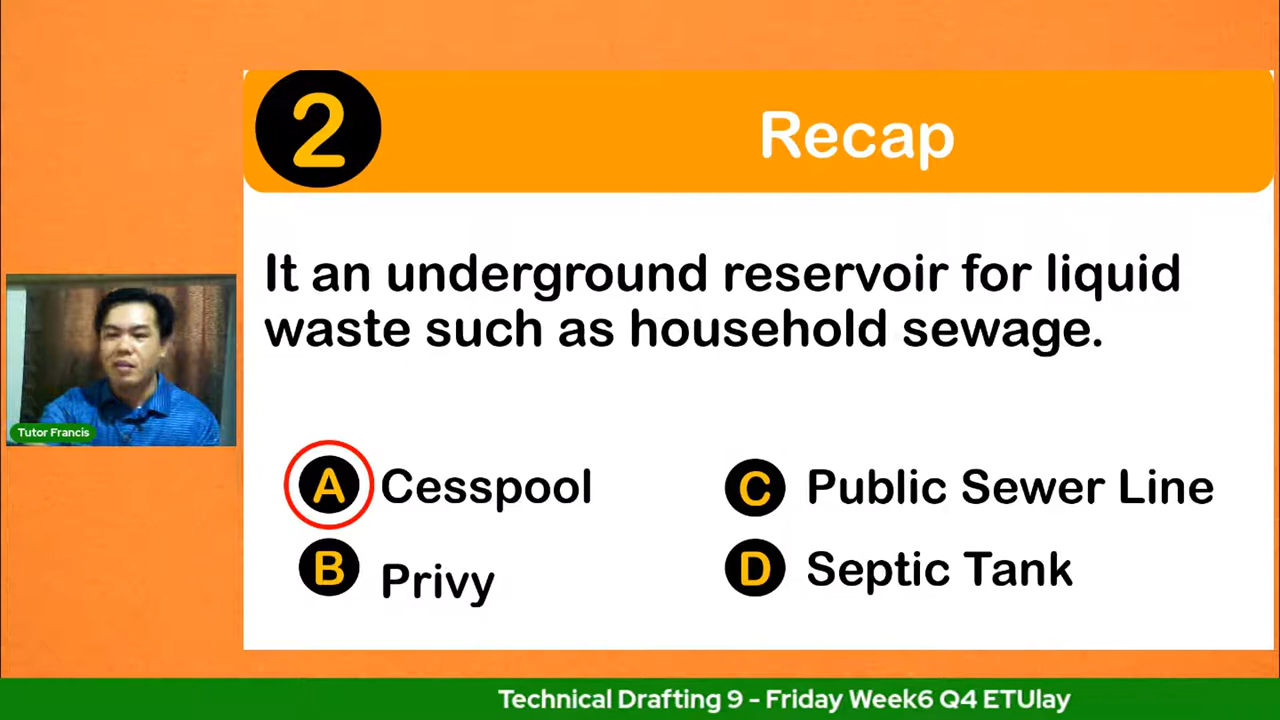 2
Recap
It an underground reservoir for liquid
waste such as household sewage.
A Cesspool
B Privy
C Public Sewer Line
D Septic Tank
Tutor Francis
Technical Drafting 9 - Friday Week6 Q4 ETUlay